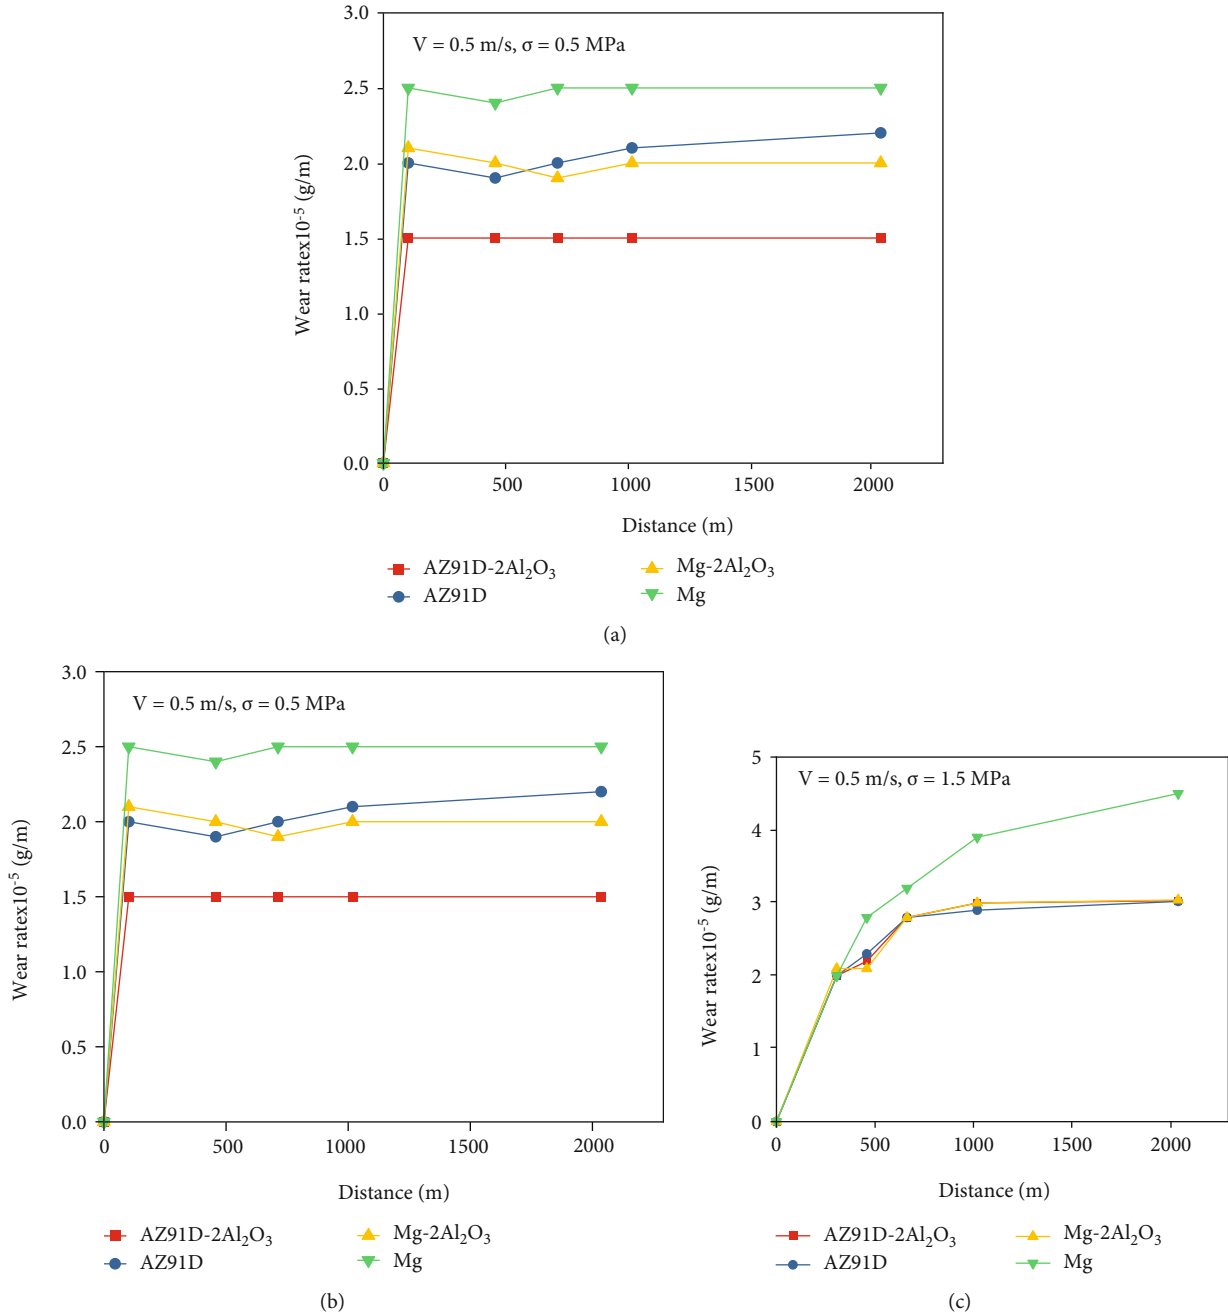 3.0
V = 0.5 m/s, σ = 0.5 MPa
2.5
2.0
1.5
1.0
0.5
0.0
Wear ratex10⁻⁵ (g/m)
0 500 1000 1500 2000
Distance (m)
AZ91D-2Al₂O₃ Mg-2Al₂O₃
AZ91D Mg
(a)
3.0
V = 0.5 m/s, σ = 0.5 MPa
2.5
2.0
1.5
1.0
0.5
0.0
Wear ratex10⁻⁵ (g/m)
0 500 1000 1500 2000
Distance (m)
AZ91D-2Al₂O₃ Mg-2Al₂O₃
AZ91D Mg
(b)
5
V = 0.5 m/s, σ = 1.5 MPa
4
3
2
1
0
Wear ratex10⁻⁵ (g/m)
0 500 1000 1500 2000
Distance (m)
AZ91D-2Al₂O₃ Mg-2Al₂O₃
AZ91D Mg
(c)